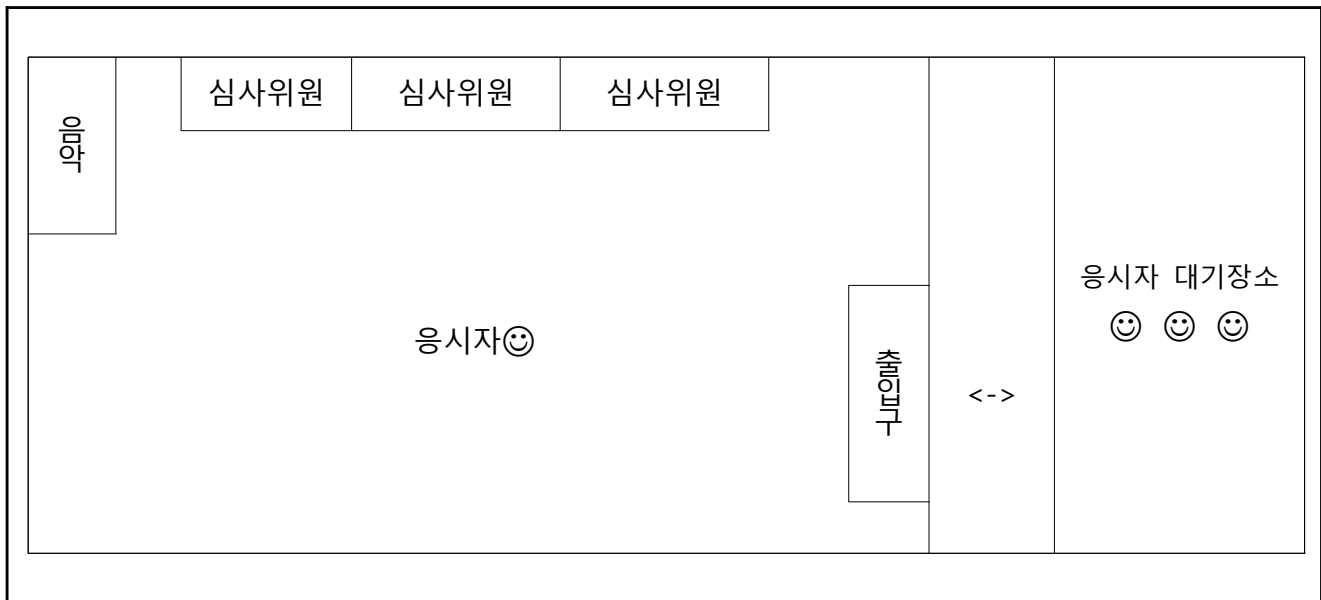 음악
심사위원 심사위원 심사위원
응시자☺
출입구
<->
응시자 대기장소
☺ ☺ ☺